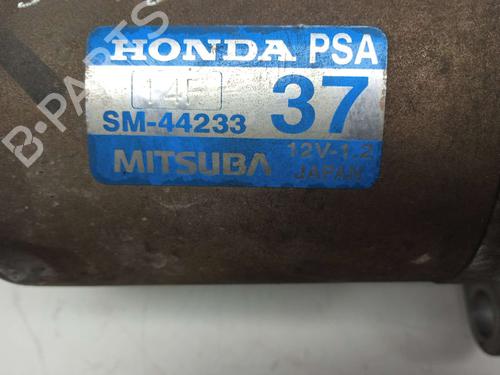 HONDA PSA
14F
37
SM-44233
MITSUBA
12V-1.2
JAPAN
B-PARTS